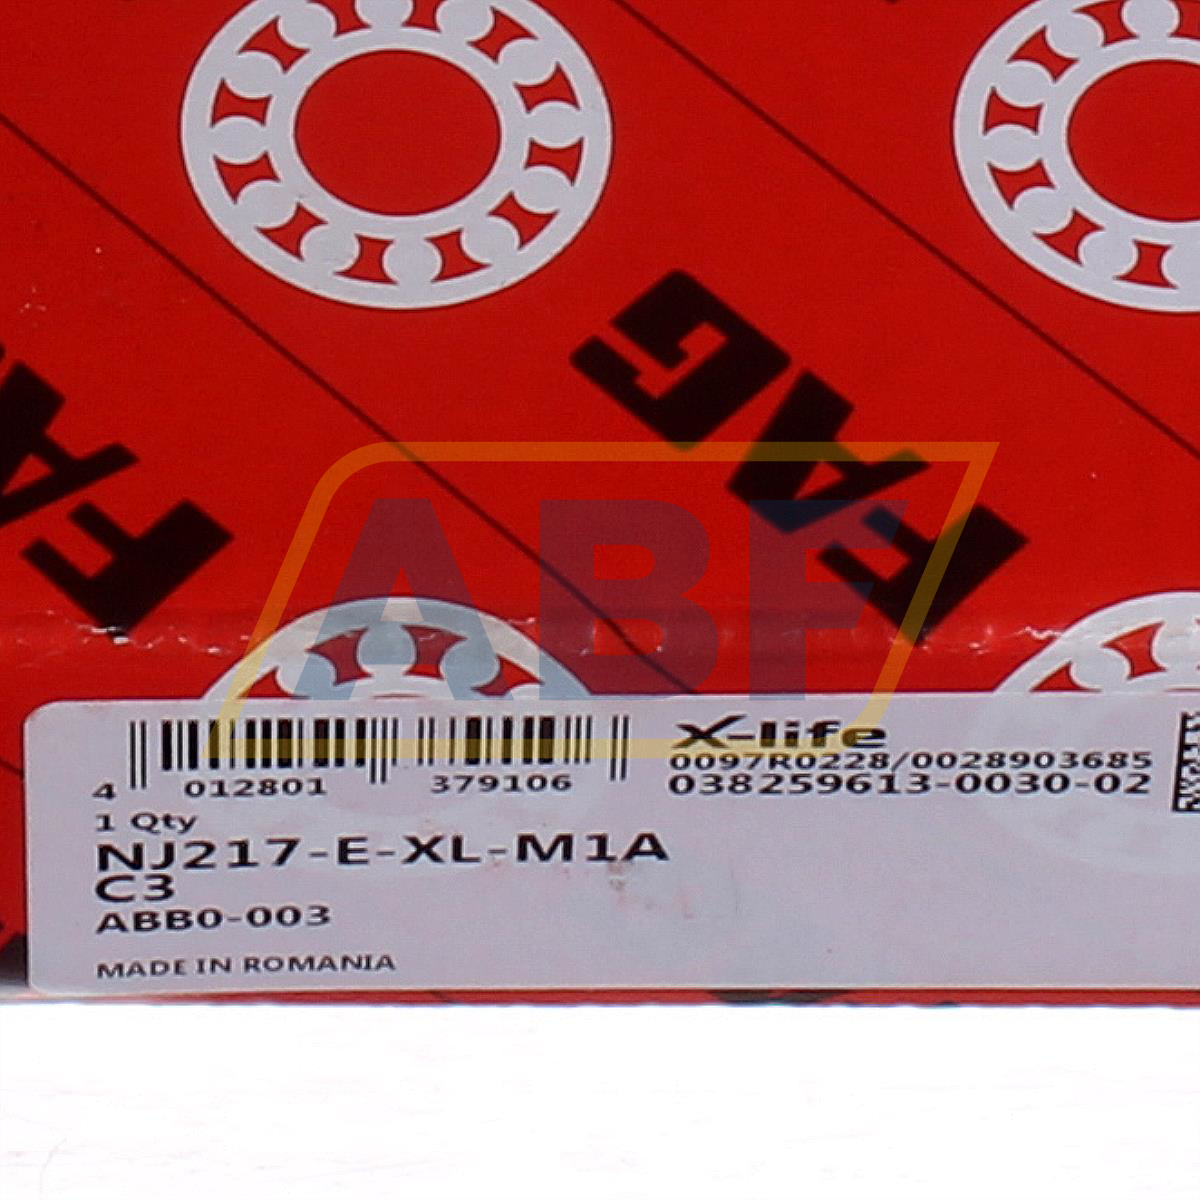 FAG
FAG
ABF
X-life
0097R0228/0028903685
038259613-0030-02
4 012801 379106
1 Qty
NJ217-E-XL-M1A
C3
ABB0-003
MADE IN ROMANIA